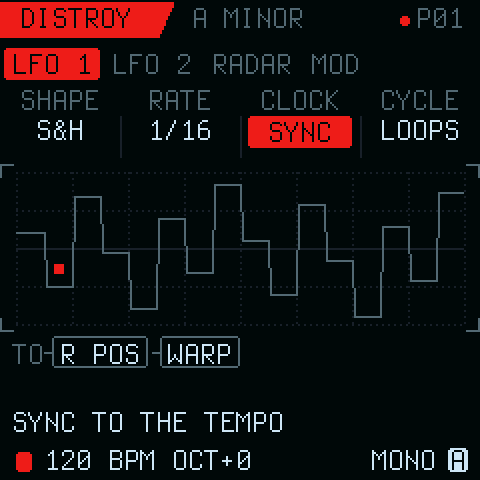 DISTROY A MINOR P01
LFO 1 LFO 2 RADAR MOD
SHAPE RATE CLOCK CYCLE
S&H 1/16 SYNC LOOPS
TO R POS WARP
SYNC TO THE TEMPO
120 BPM OCT+0 MONO A